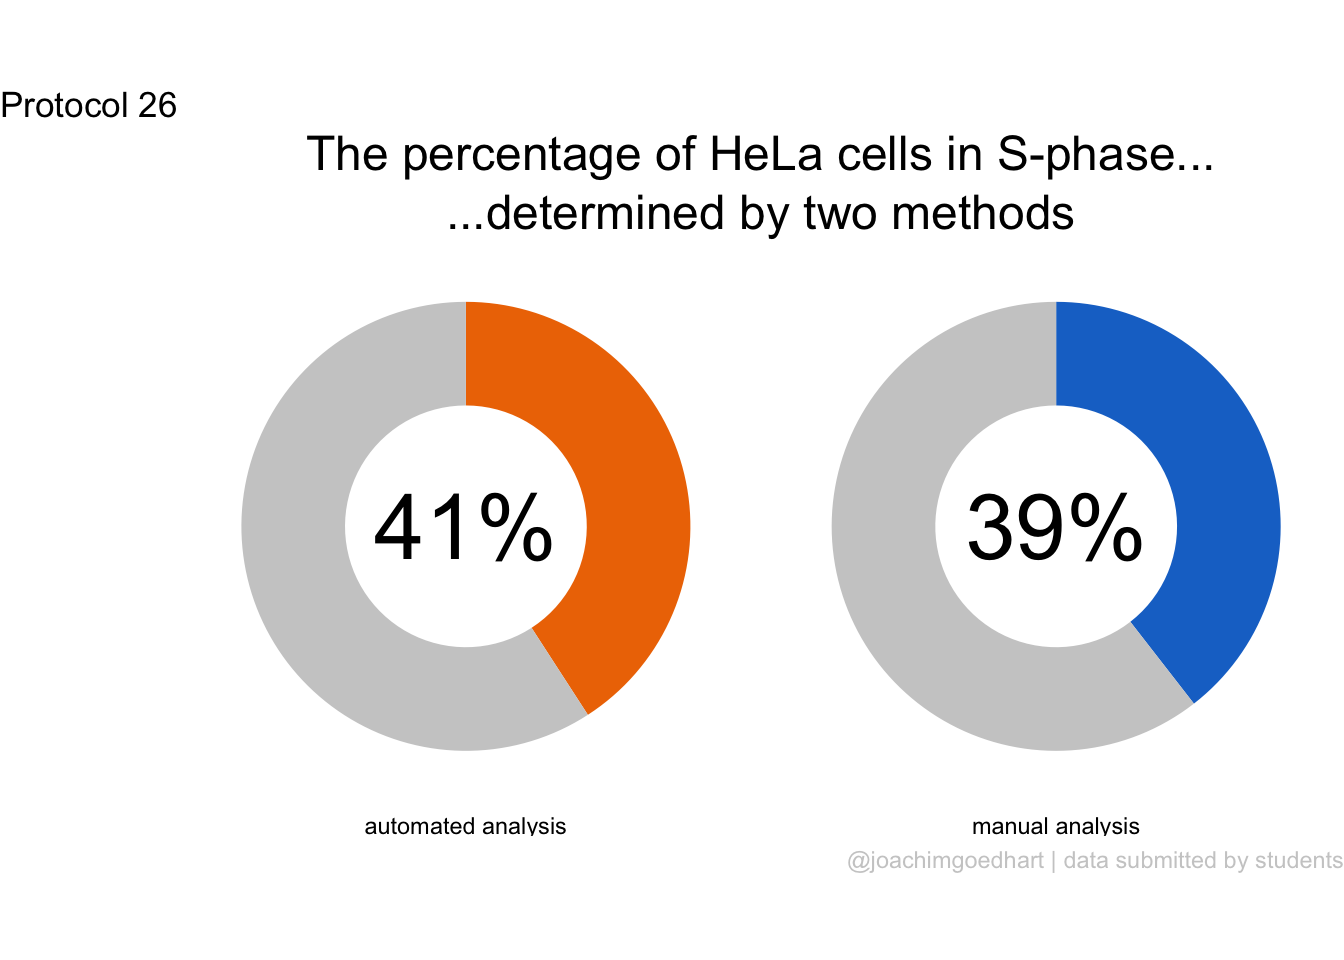 Protocol 26
The percentage of HeLa cells in S-phase...
...determined by two methods
41%
39%
automated analysis
manual analysis
@joachimgoedhart | data submitted by students